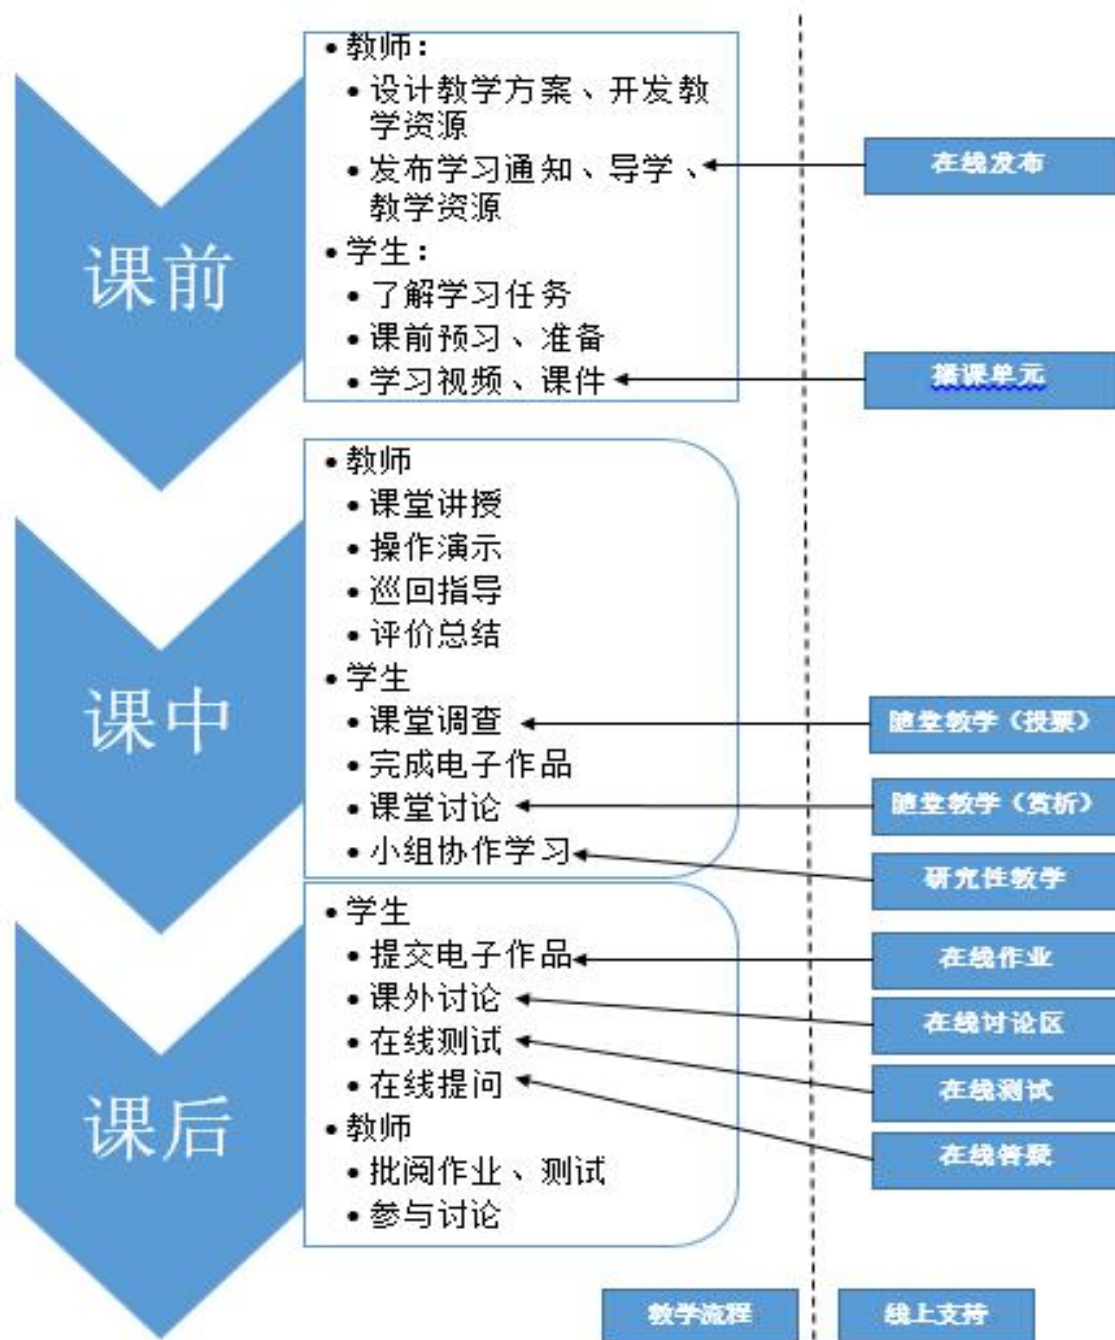 课前
• 教师：
• 设计教学方案、开发教
学资源
• 发布学习通知、导学、
教学资源
• 学生：
• 了解学习任务
• 课前预习、准备
• 学习视频、课件
在线发布
播课单元
课中
• 教师
• 课堂讲授
• 操作演示
• 巡回指导
• 评价总结
• 学生
• 课堂调查
• 完成电子作品
• 课堂讨论
• 小组协作学习
随堂教学（投票）
随堂教学（赏析）
研究性教学
课后
• 学生
• 提交电子作品
• 课外讨论
• 在线测试
• 在线提问
• 教师
• 批阅作业、测试
• 参与讨论
在线作业
在线讨论区
在线测试
在线答疑
教学流程
线上支持